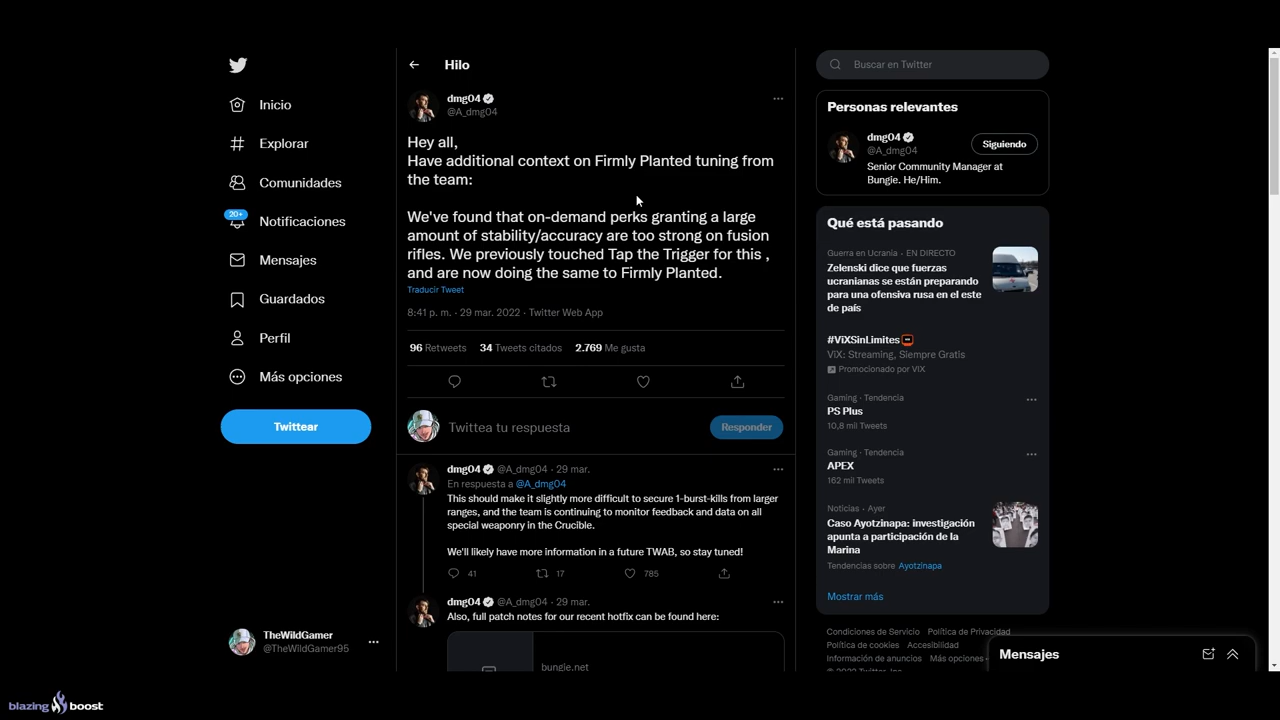 Inicio
Explorar
Comunidades
20+
Notificaciones
Mensajes
Guardados
Perfil
Más opciones
Twittear
TheWildGamer
@TheWildGamer95
Hilo
dmg04
@A_dmg04
Hey all,
Have additional context on Firmly Planted tuning from
the team:
We've found that on-demand perks granting a large
amount of stability/accuracy are too strong on fusion
rifles. We previously touched Tap the Trigger for this ,
and are now doing the same to Firmly Planted.
Traducir Tweet
8:41 p. m. · 29 mar. 2022 · Twitter Web App
96 Retweets 34 Tweets citados 2.769 Me gusta
Twittea tu respuesta
Responder
dmg04 @A_dmg04 · 29 mar.
En respuesta a @A_dmg04
This should make it slightly more difficult to secure 1-burst-kills from larger
ranges, and the team is continuing to monitor feedback and data on all
special weaponry in the Crucible.
We'll likely have more information in a future TWAB, so stay tuned!
41 17 785
dmg04 @A_dmg04 · 29 mar.
Also, full patch notes for our recent hotfix can be found here:
bungie.net
Buscar en Twitter
Personas relevantes
dmg04
@A_dmg04
Siguiendo
Senior Community Manager at
Bungie. He/Him.
Qué está pasando
Guerra en Ucrania · EN DIRECTO
Zelenski dice que fuerzas
ucranianas se están preparando
para una ofensiva rusa en el este
de país
#ViXSinLimites
ViX: Streaming, Siempre Gratis
Promocionado por ViX
Gaming · Tendencia
PS Plus
10,8 mil Tweets
Gaming · Tendencia
APEX
162 mil Tweets
Noticias · Ayer
Caso Ayotzinapa: investigación
apunta a participación de la
Marina
Tendencias sobre Ayotzinapa
Mostrar más
Condiciones de Servicio Política de Privacidad
Política de cookies Accesibilidad
Información de anuncios Más opciones
Mensajes
blazing boost